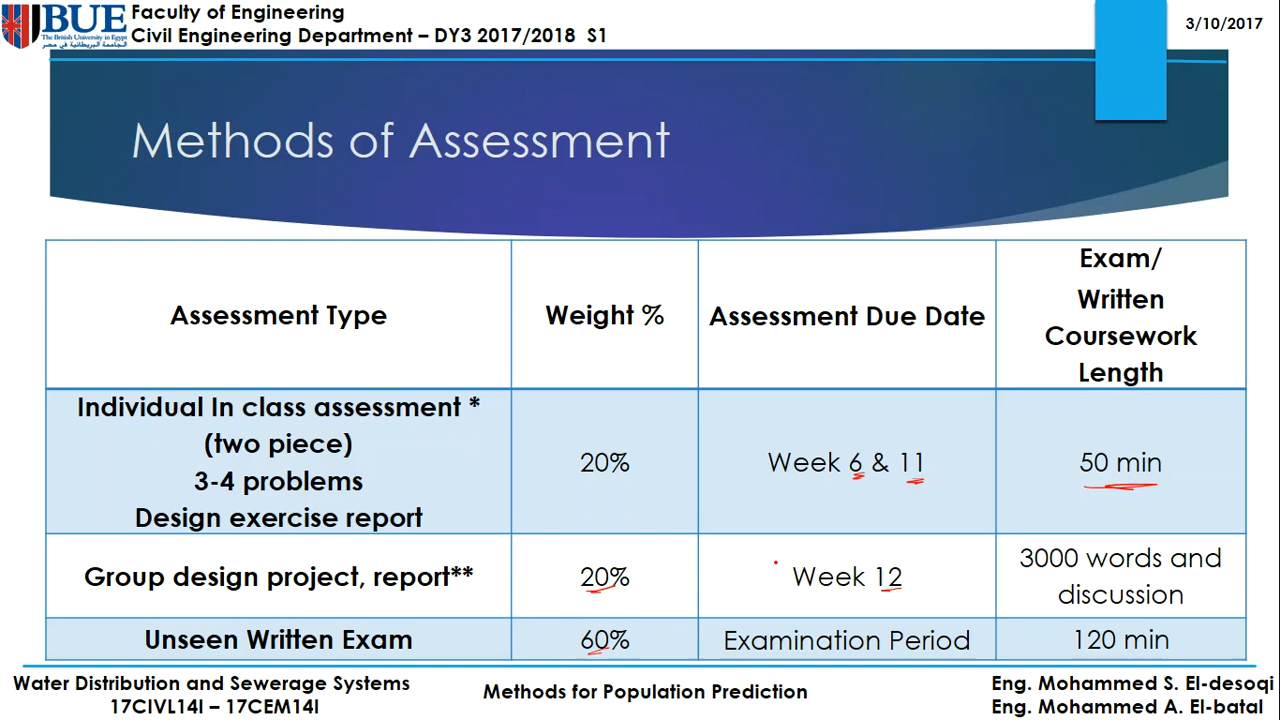 BUE
The British University in Egypt
الجامعة البريطانية في مصر
Faculty of Engineering
Civil Engineering Department – DY3 2017/2018 S1
3/10/2017
Methods of Assessment
Assessment Type
Weight %
Assessment Due Date
Exam/
Written
Coursework
Length
Individual In class assessment *
(two piece)
3-4 problems
Design exercise report
20%
Week 6 & 11
50 min
Group design project, report**
20%
Week 12
3000 words and
discussion
Unseen Written Exam
60%
Examination Period
120 min
Water Distribution and Sewerage Systems
17CIVL14I – 17CEM14I
Methods for Population Prediction
Eng. Mohammed S. El-desoqi
Eng. Mohammed A. El-batal